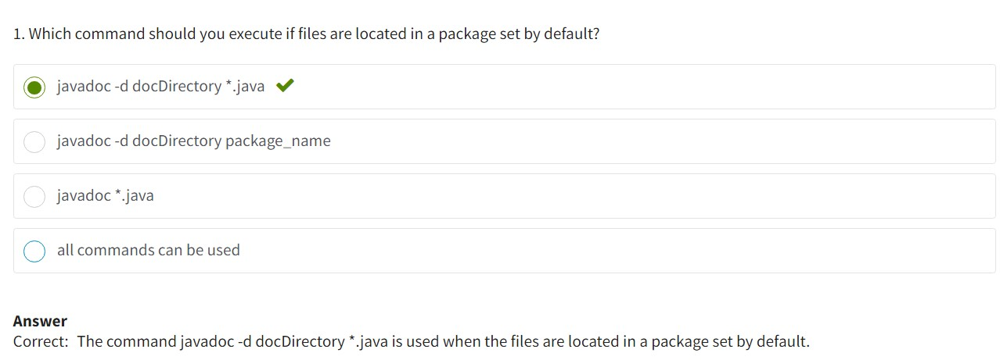 1. Which command should you execute if files are located in a package set by default?
javadoc -d docDirectory *.java
javadoc -d docDirectory package_name
javadoc *.java
all commands can be used
Answer
Correct: The command javadoc -d docDirectory *.java is used when the files are located in a package set by default.